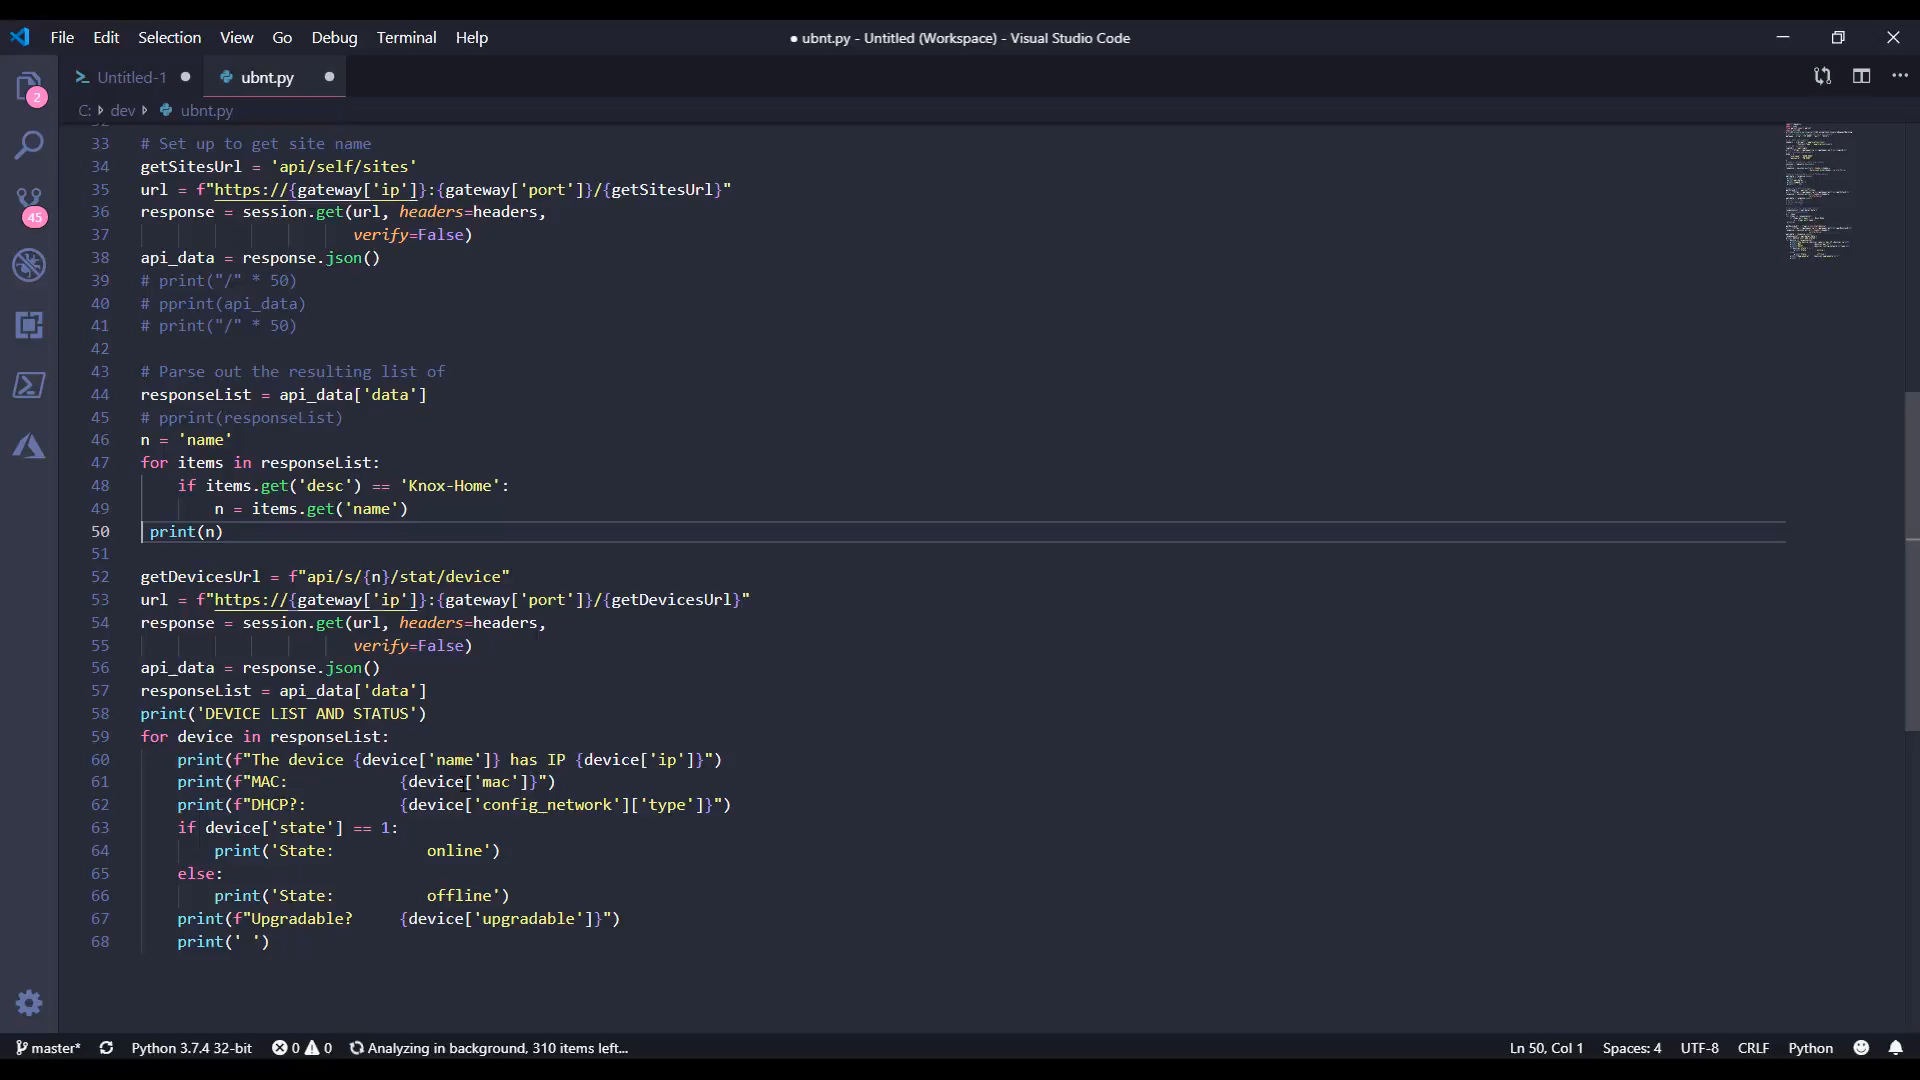 File Edit Selection View Go Debug Terminal Help
● ubnt.py - Untitled (Workspace) - Visual Studio Code
Untitled-1 ● ubnt.py ●
C: dev ubnt.py
2
45
33 # Set up to get site name
34 getSitesUrl = 'api/self/sites'
35 url = f"https://{gateway['ip']}:{gateway['port']}/{getSitesUrl}"
36 response = session.get(url, headers=headers,
37                        verify=False)
38 api_data = response.json()
39 # print("/" * 50)
40 # pprint(api_data)
41 # print("/" * 50)
42
43 # Parse out the resulting list of
44 responseList = api_data['data']
45 # pprint(responseList)
46 n = 'name'
47 for items in responseList:
48     if items.get('desc') == 'Knox-Home':
49         n = items.get('name')
50  print(n)
51
52 getDevicesUrl = f"api/s/{n}/stat/device"
53 url = f"https://{gateway['ip']}:{gateway['port']}/{getDevicesUrl}"
54 response = session.get(url, headers=headers,
55                        verify=False)
56 api_data = response.json()
57 responseList = api_data['data']
58 print('DEVICE LIST AND STATUS')
59 for device in responseList:
60     print(f"The device {device['name']} has IP {device['ip']}")
61     print(f"MAC:            {device['mac']}")
62     print(f"DHCP?:          {device['config_network']['type']}")
63     if device['state'] == 1:
64         print('State:          online')
65     else:
66         print('State:          offline')
67     print(f"Upgradable?     {device['upgradable']}")
68     print(' ')
master* Python 3.7.4 32-bit 0 0 Analyzing in background, 310 items left... Ln 50, Col 1 Spaces: 4 UTF-8 CRLF Python